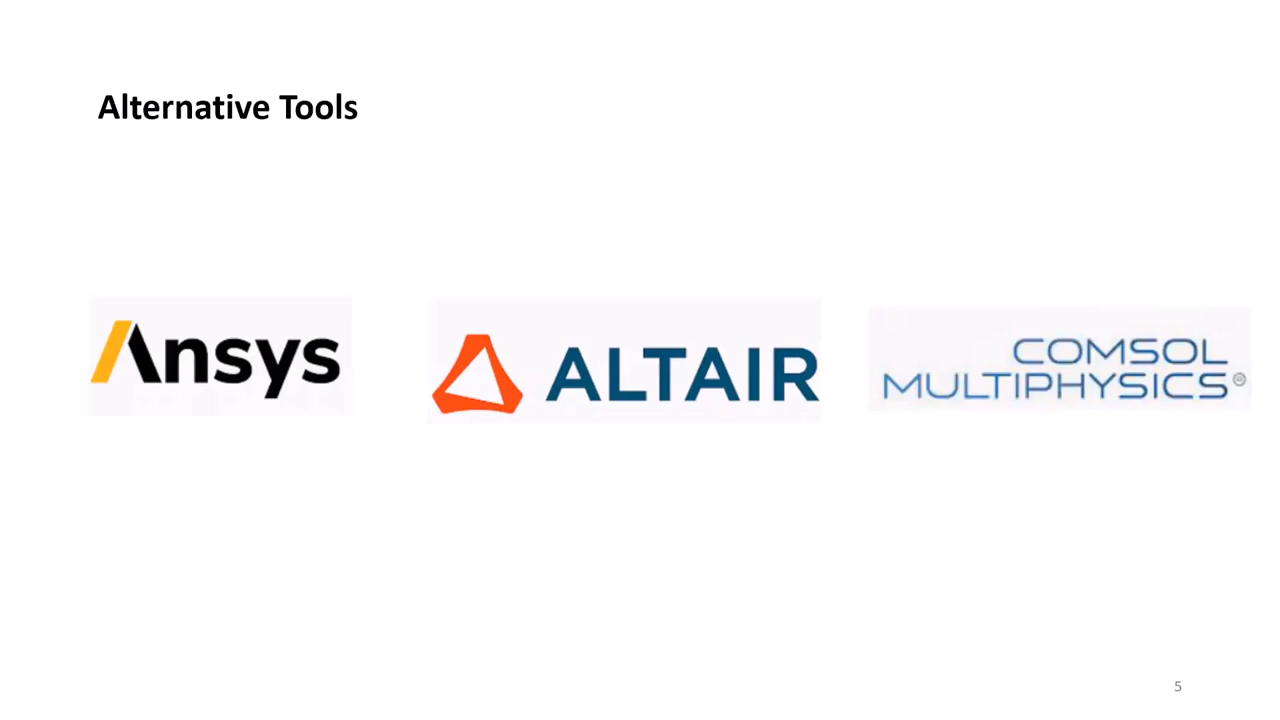 Alternative Tools
Ansys
ALTAIR
COMSOL
MULTIPHYSICS®
5